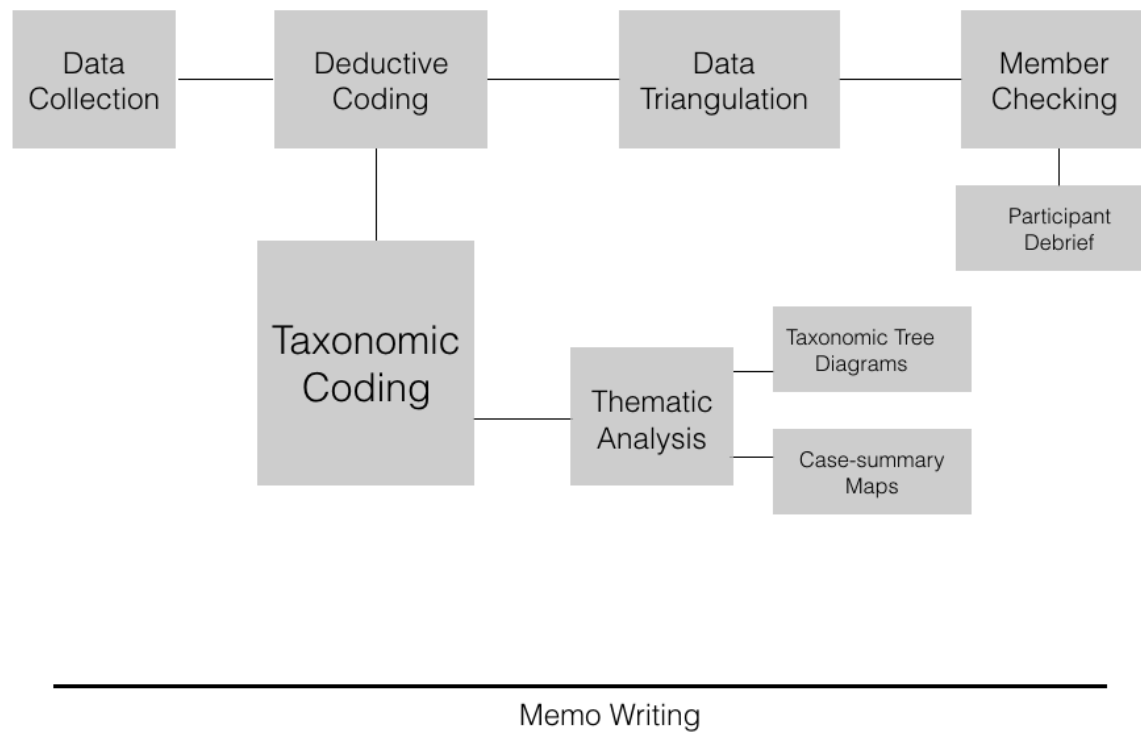 Data
Collection
Deductive
Coding
Data
Triangulation
Member
Checking
Participant
Debrief
Taxonomic
Coding
Thematic
Analysis
Taxonomic Tree
Diagrams
Case-summary
Maps
Memo Writing